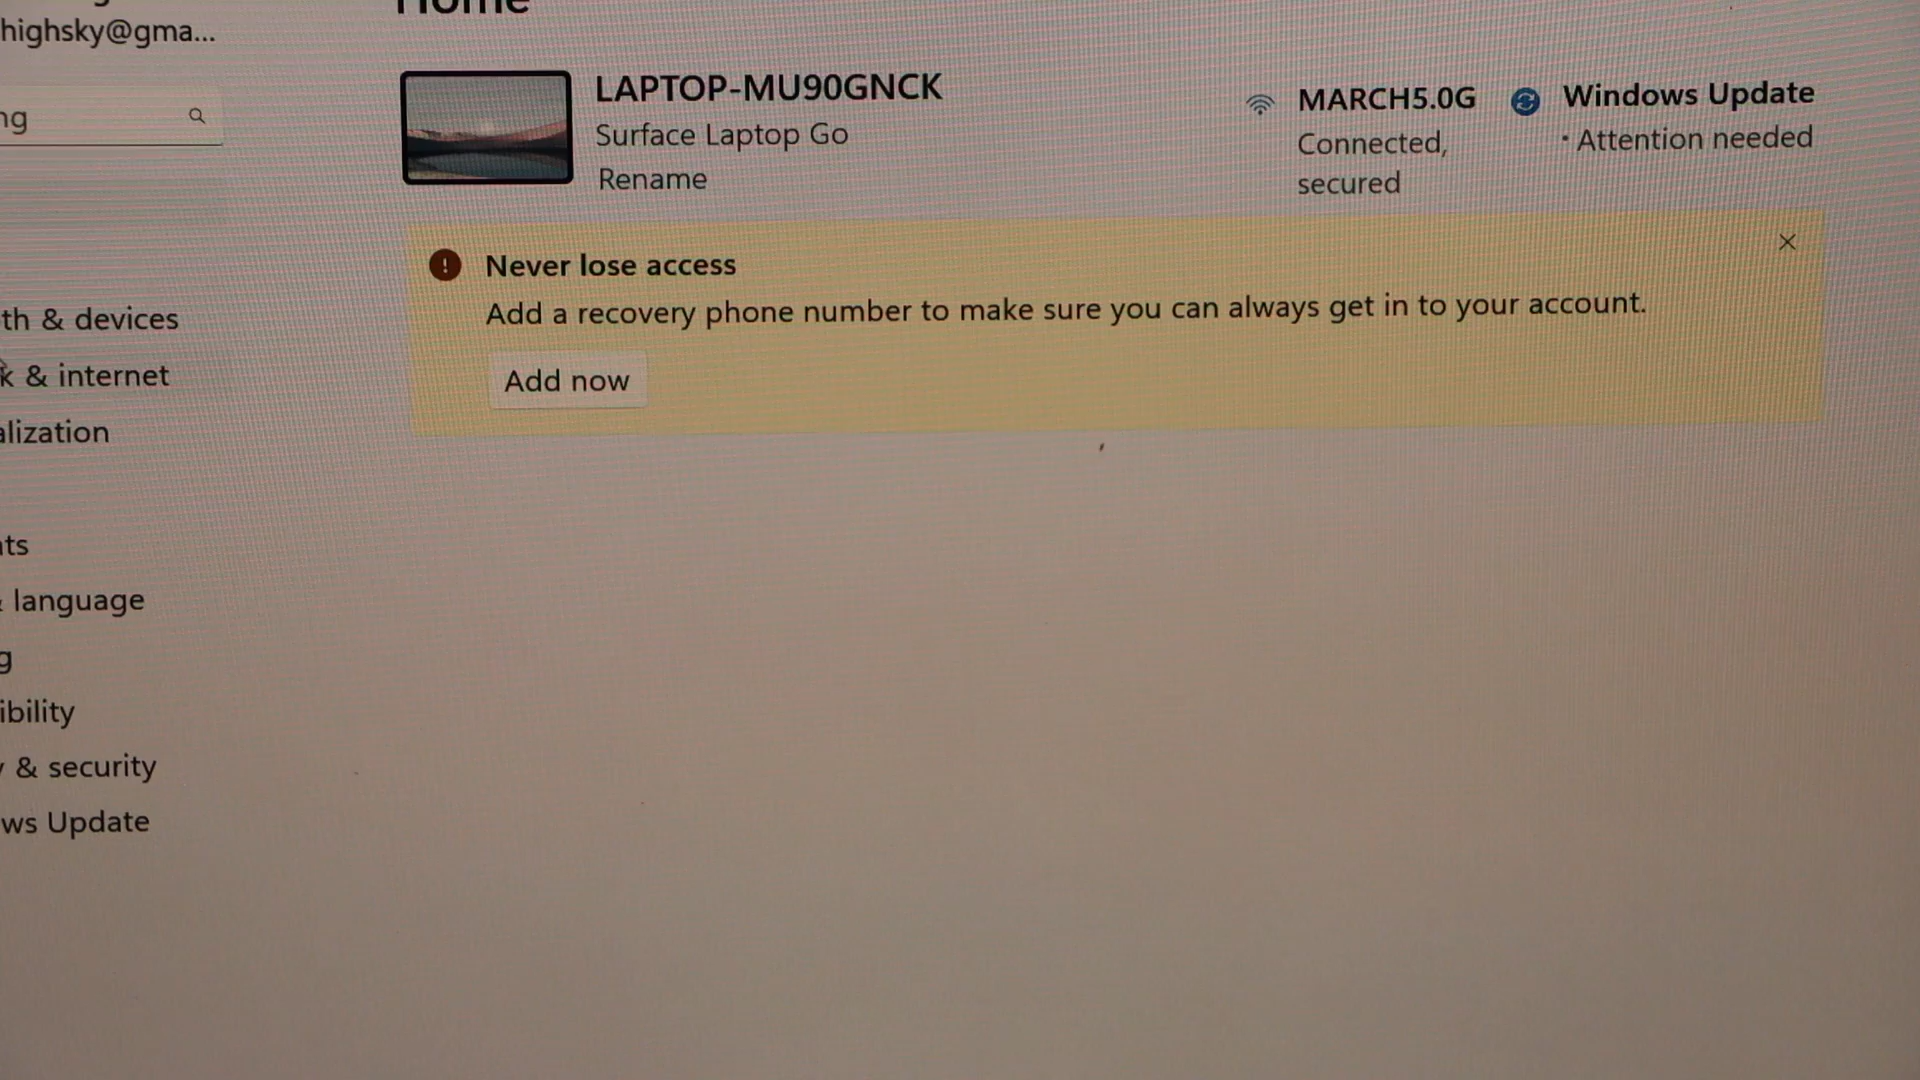 highsky@gma...
Home
LAPTOP-MU90GNCK
Surface Laptop Go
Rename
MARCH5.0G
Connected,
secured
Windows Update
• Attention needed
ng
Never lose access
Add a recovery phone number to make sure you can always get in to your account.
Add now
th & devices
k & internet
alization
ts
& language
g
ibility
y & security
ws Update